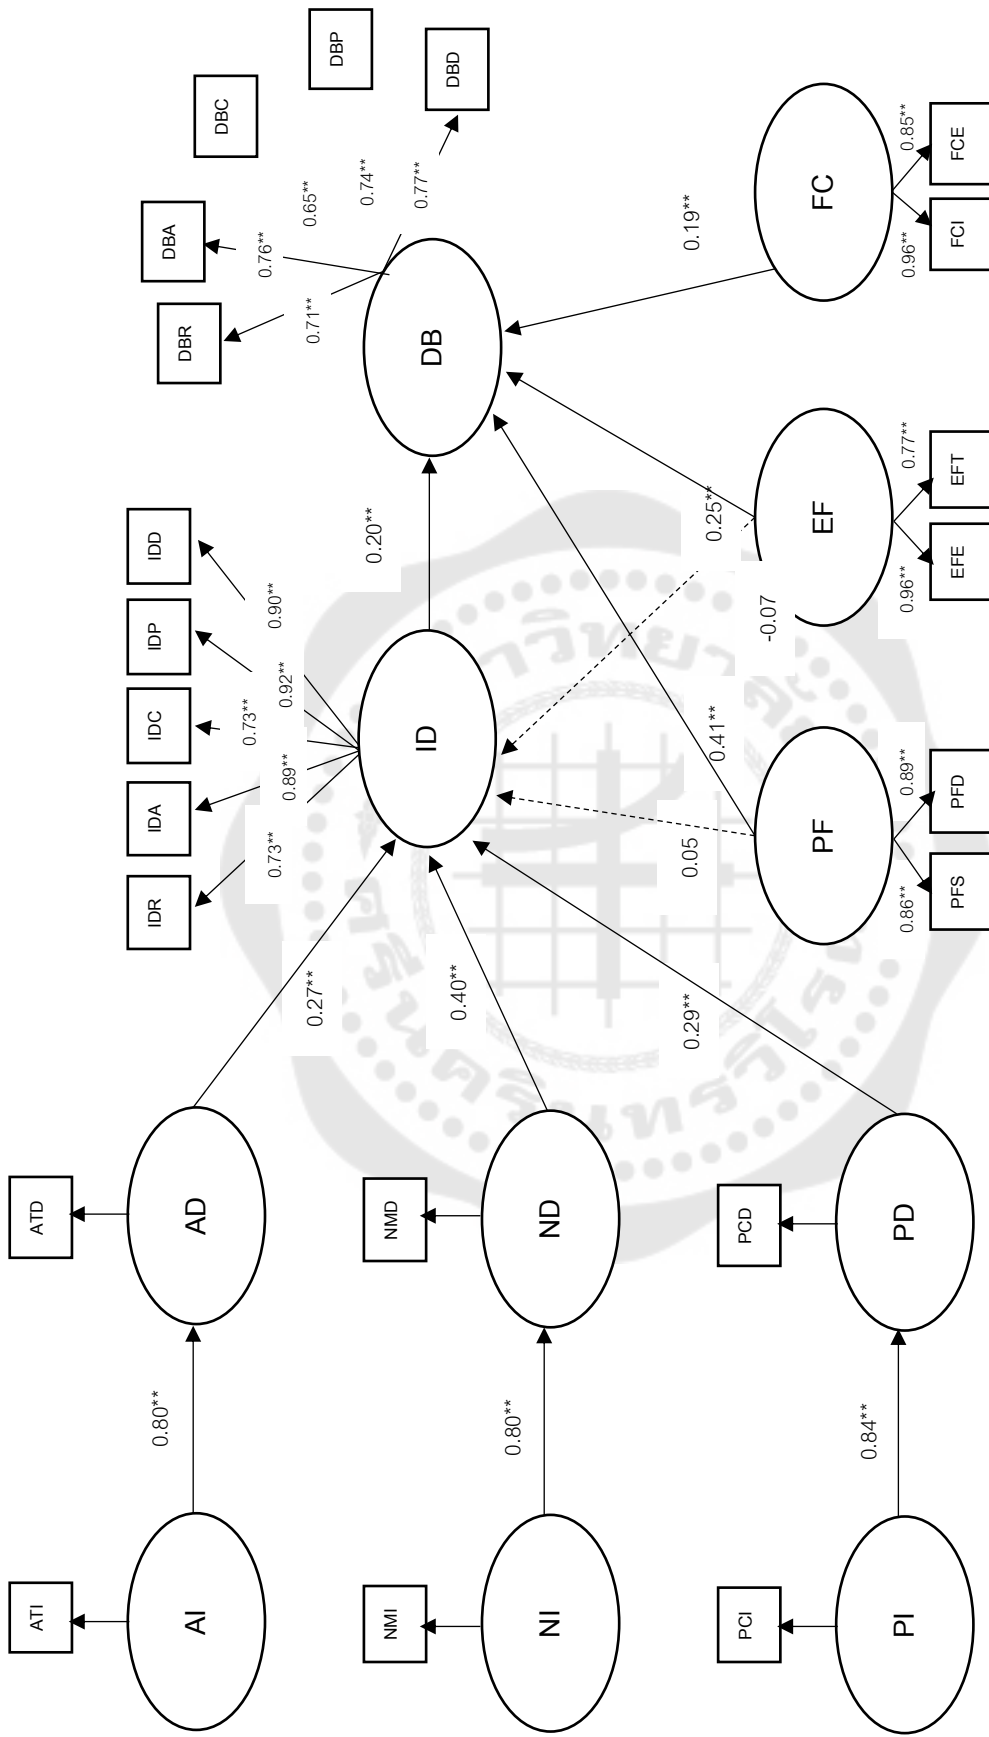 ATI
ATD
IDR
IDA
IDC
IDP
IDD
DBR
DBA
DBC
DBP
DBD
AI
0.80**
AD
0.27**
0.73**
0.89**
0.73**
0.92**
0.90**
0.71**
0.76**
0.65**
0.74**
0.77**
NMI
NMD
NI
0.80**
ND
0.40**
ID
0.20**
DB
PCI
PCD
PI
0.84**
PD
0.29**
0.05
0.41**
-0.07
0.25**
0.19**
PF
EF
FC
0.86**
0.89**
0.96**
0.77**
0.96**
0.85**
PFS
PFD
EFE
EFT
FCI
FCE